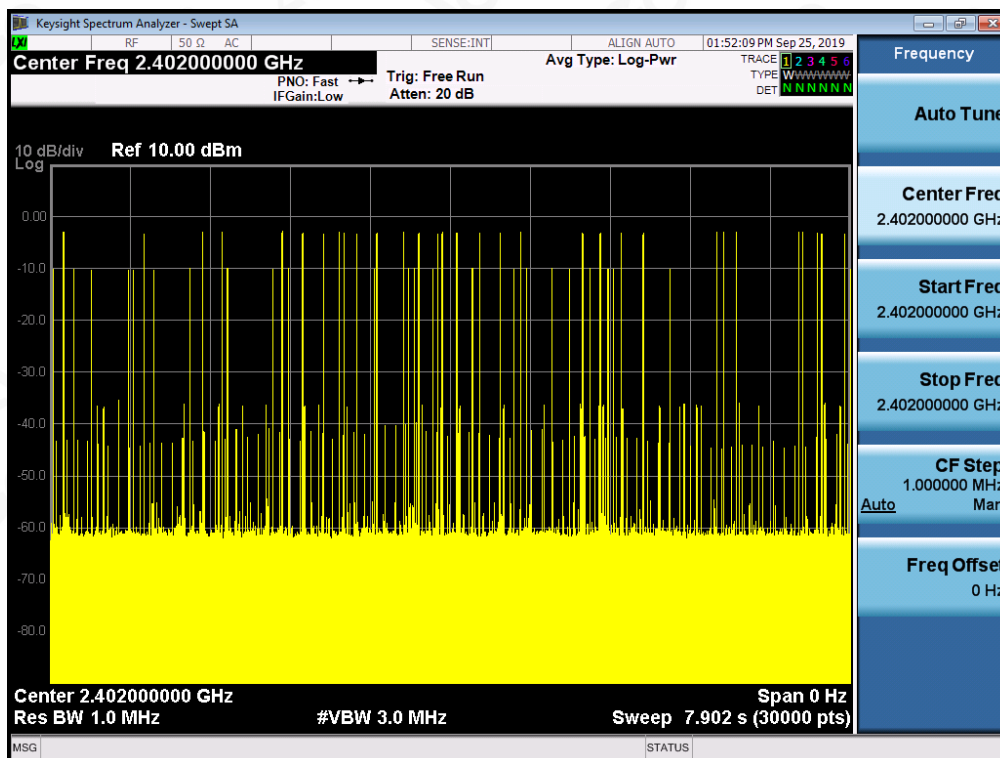 Keysight Spectrum Analyzer - Swept SA
LXI RF 50 Ω AC SENSE:INT ALIGN AUTO 01:52:09 PM Sep 25, 2019
Center Freq 2.402000000 GHz
PNO: Fast
IFGain:Low
Trig: Free Run
Atten: 20 dB
Avg Type: Log-Pwr
TRACE 1 2 3 4 5 6
TYPE WWWWWWW
DET N N N N N N
10 dB/div Ref 10.00 dBm
Log
0.00
-10.0
-20.0
-30.0
-40.0
-50.0
-60.0
-70.0
-80.0
Center 2.402000000 GHz Span 0 Hz
Res BW 1.0 MHz #VBW 3.0 MHz Sweep 7.902 s (30000 pts)
MSG STATUS
Frequency
Auto Tune
Center Freq
2.402000000 GHz
Start Freq
2.402000000 GHz
Stop Freq
2.402000000 GHz
CF Step
1.000000 MHz
Auto Man
Freq Offset
0 Hz